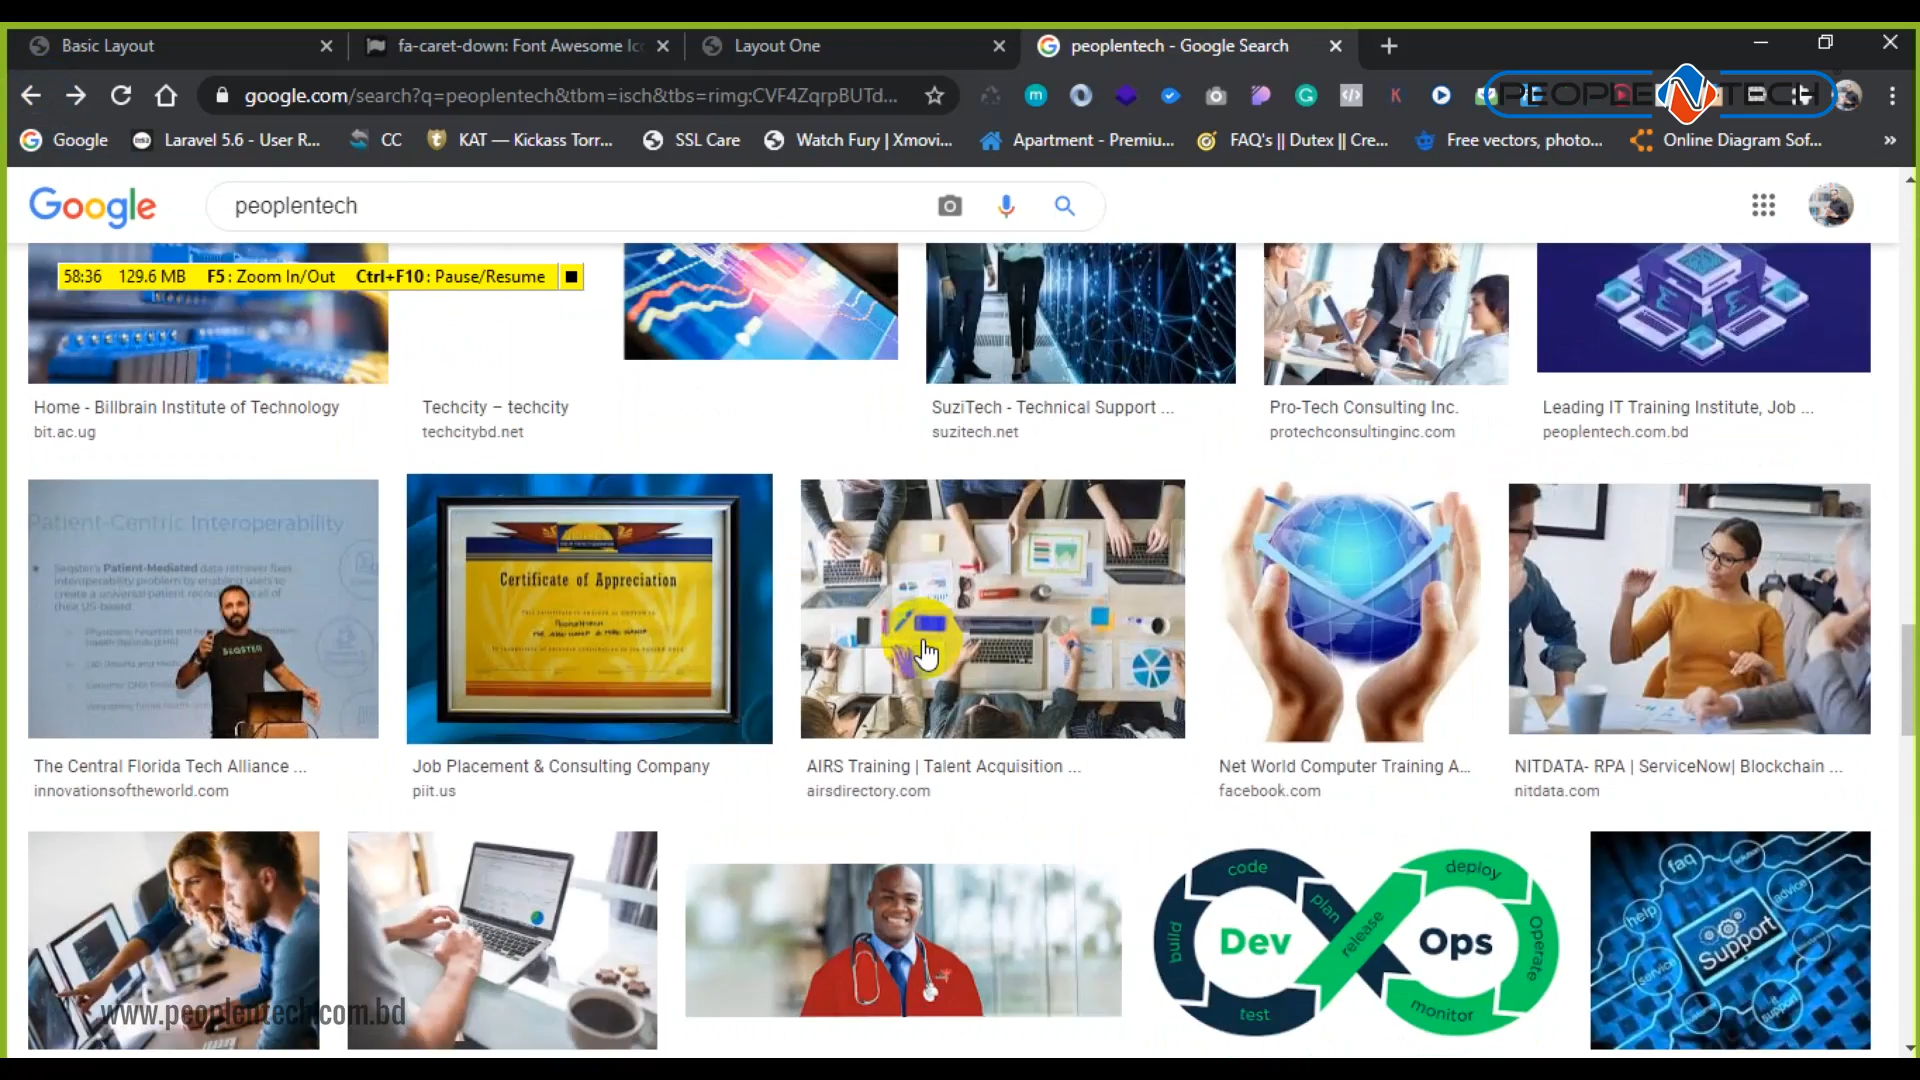 Basic Layout
fa-caret-down: Font Awesome Ic
Layout One
peoplentech - Google Search
google.com/search?q=peoplentech&tbm=isch&tbs=rimg:CVF4ZqrpBUTd...
PEOPLE N TECH
Google
Laravel 5.6 - User R...
CC
KAT — Kickass Torr...
SSL Care
Watch Fury | Xmovi...
Apartment - Premiu...
FAQ's || Dutex || Cre...
Free vectors, photo...
Online Diagram Sof...
»
Google
peoplentech
58:36 129.6 MB F5: Zoom In/Out Ctrl+F10: Pause/Resume
Home - Billbrain Institute of Technology
bit.ac.ug
Techcity – techcity
techcitybd.net
SuziTech - Technical Support ...
suzitech.net
Pro-Tech Consulting Inc.
protechconsultinginc.com
Leading IT Training Institute, Job ...
peoplentech.com.bd
Patient-Centric Interoperability
SEQSTER
Certificate of Appreciation
The Central Florida Tech Alliance ...
innovationsoftheworld.com
Job Placement & Consulting Company
piit.us
AIRS Training | Talent Acquisition ...
airsdirectory.com
Net World Computer Training A...
facebook.com
NITDATA- RPA | ServiceNow| Blockchain ...
nitdata.com
code
deploy
plan
build
Dev
release
Ops
Operate
test
monitor
faq
advice
help
Support
service
support
www.peoplentech.com.bd